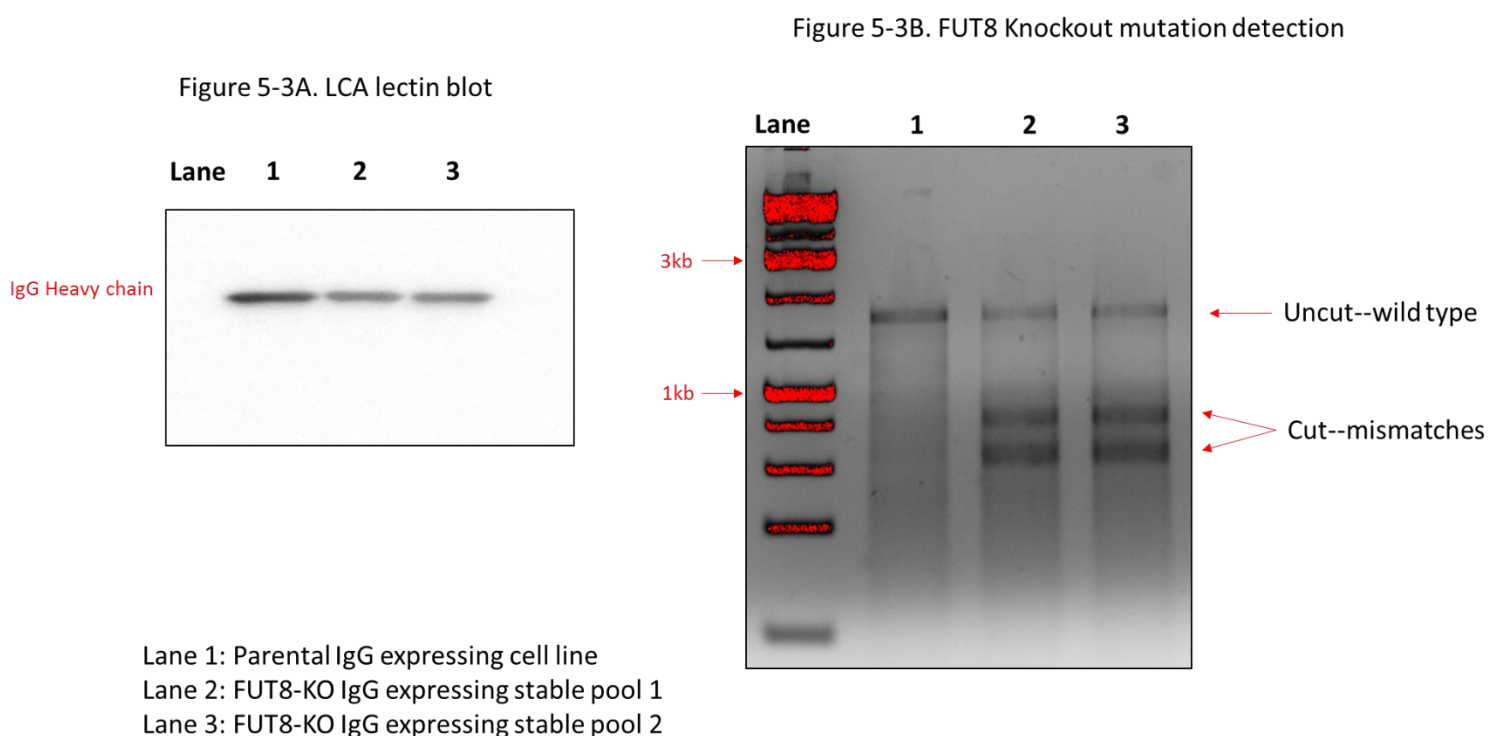 Figure 5-3A. LCA lectin blot
Lane 1 2 3
IgG Heavy chain
Lane 1: Parental IgG expressing cell line
Lane 2: FUT8-KO IgG expressing stable pool 1
Lane 3: FUT8-KO IgG expressing stable pool 2
Figure 5-3B. FUT8 Knockout mutation detection
Lane 1 2 3
3kb
1kb
Uncut--wild type
Cut--mismatches